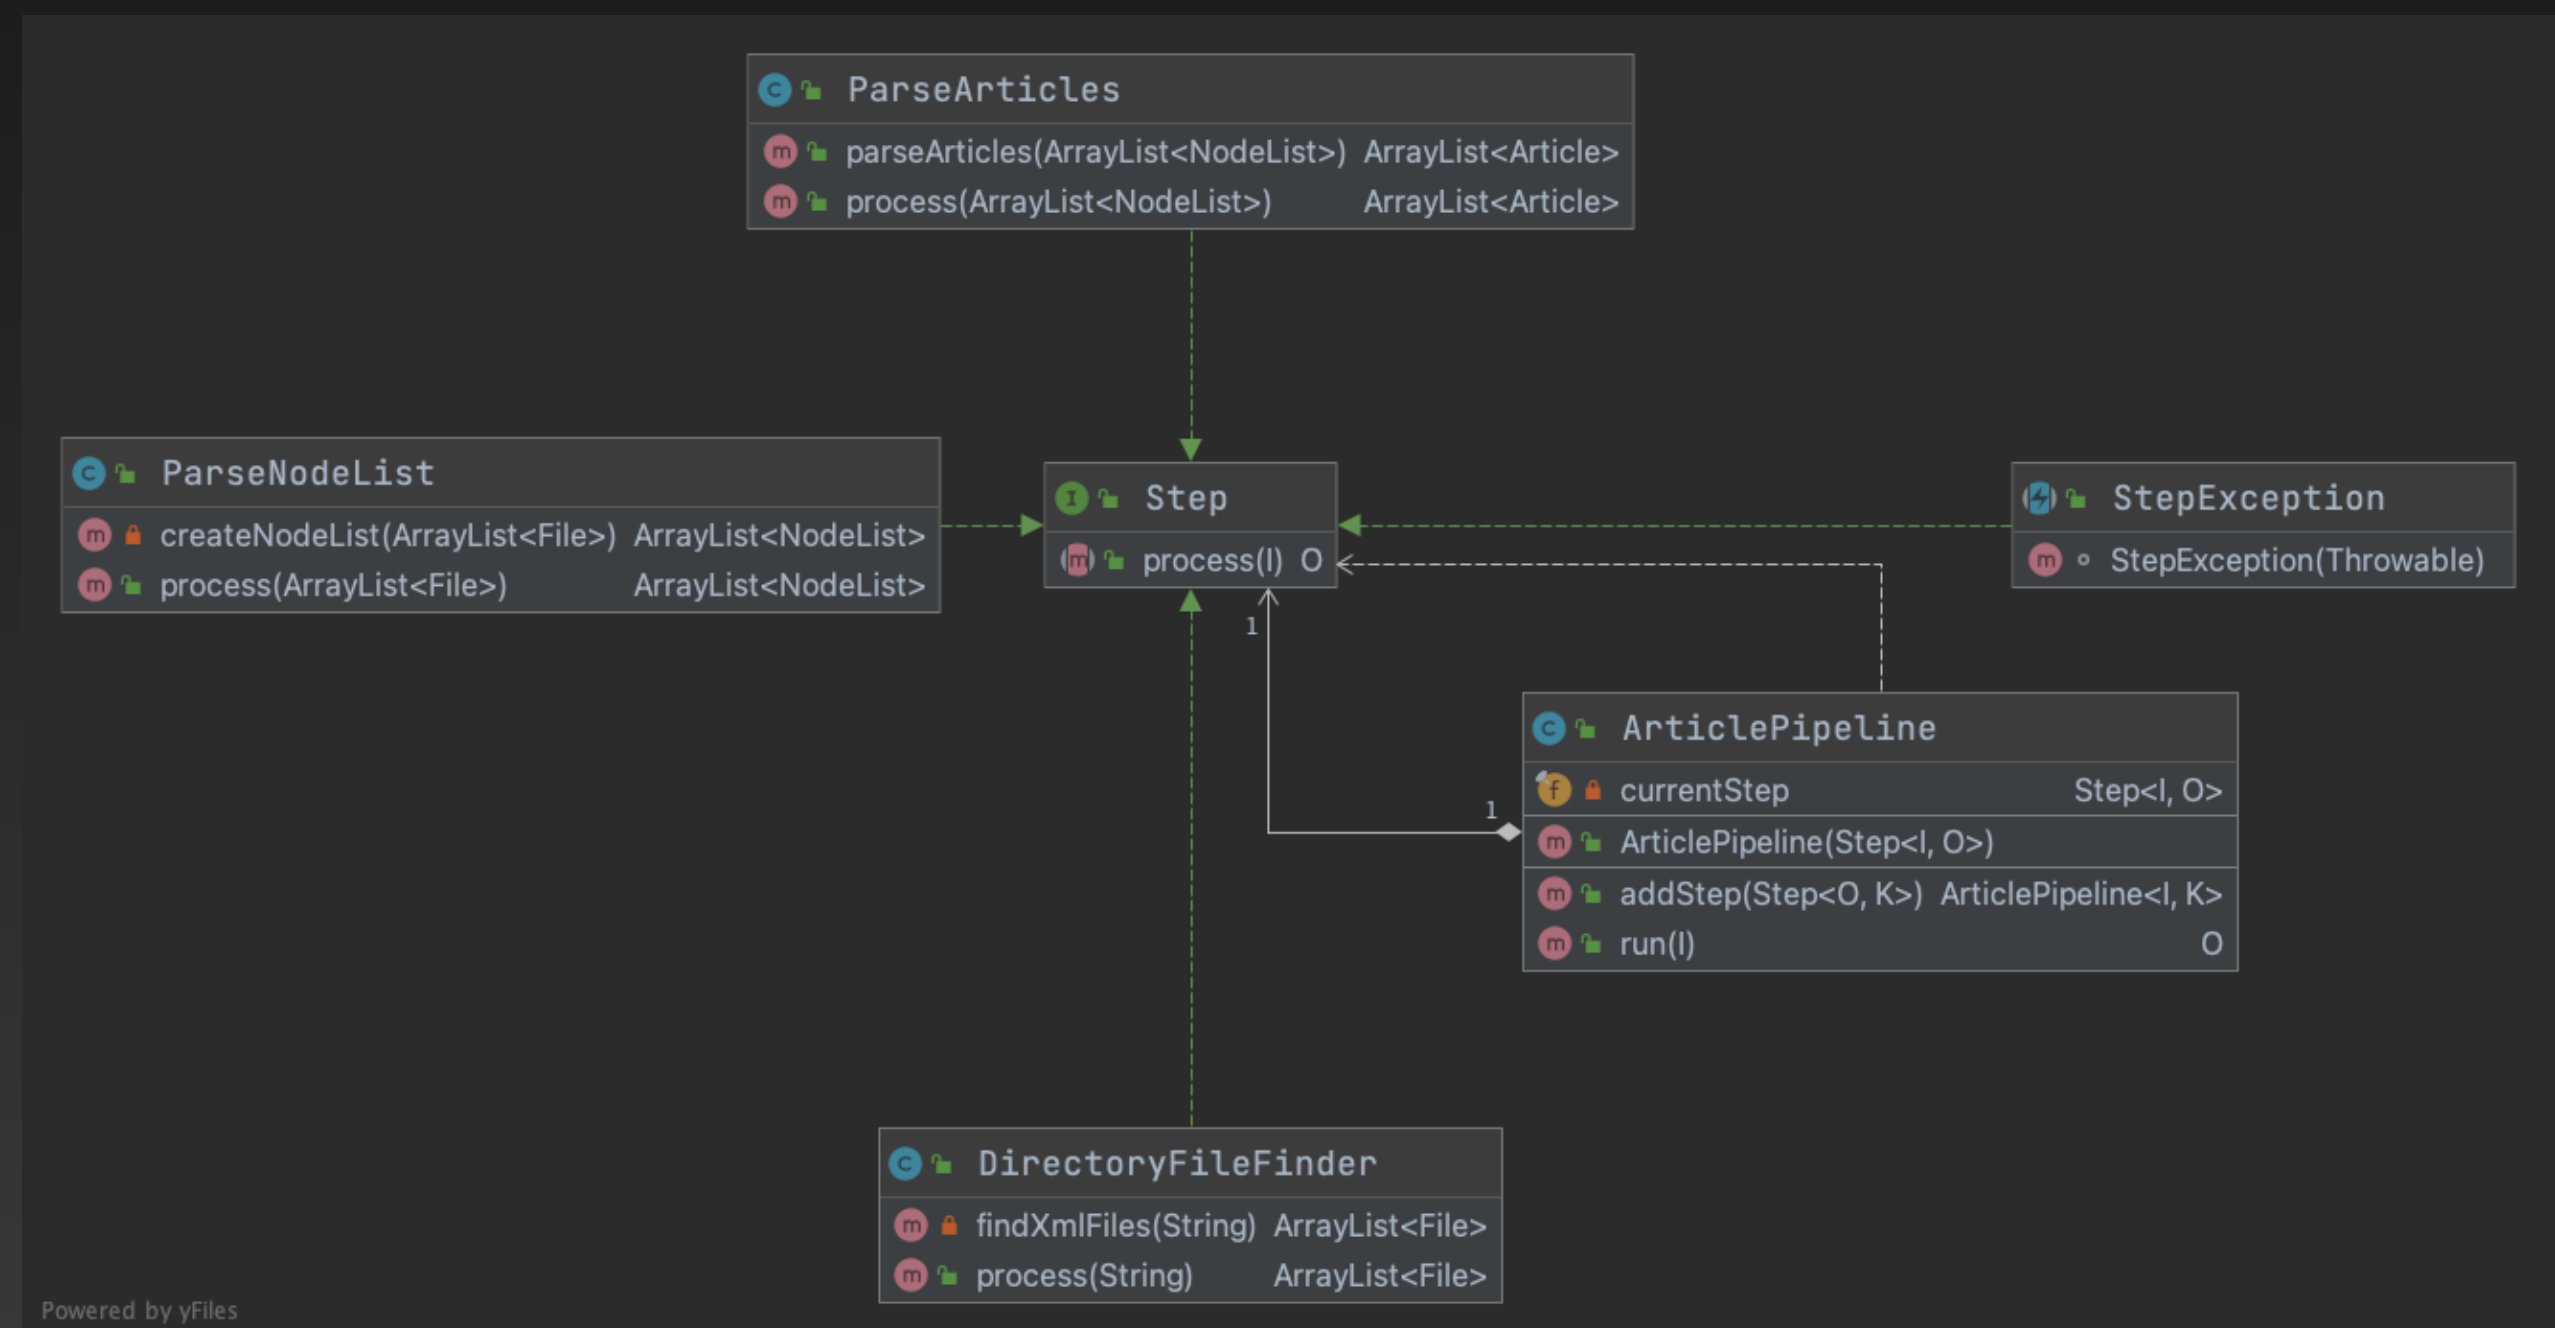 ParseArticles
parseArticles(ArrayList<NodeList>) ArrayList<Article>
process(ArrayList<NodeList>) ArrayList<Article>
ParseNodeList
createNodeList(ArrayList<File>) ArrayList<NodeList>
process(ArrayList<File>) ArrayList<NodeList>
Step
process(I) O
StepException
StepException(Throwable)
1
1
ArticlePipeline
currentStep Step<I, O>
ArticlePipeline(Step<I, O>)
addStep(Step<O, K>) ArticlePipeline<I, K>
run(I) O
DirectoryFileFinder
findXmlFiles(String) ArrayList<File>
process(String) ArrayList<File>
Powered by yFiles